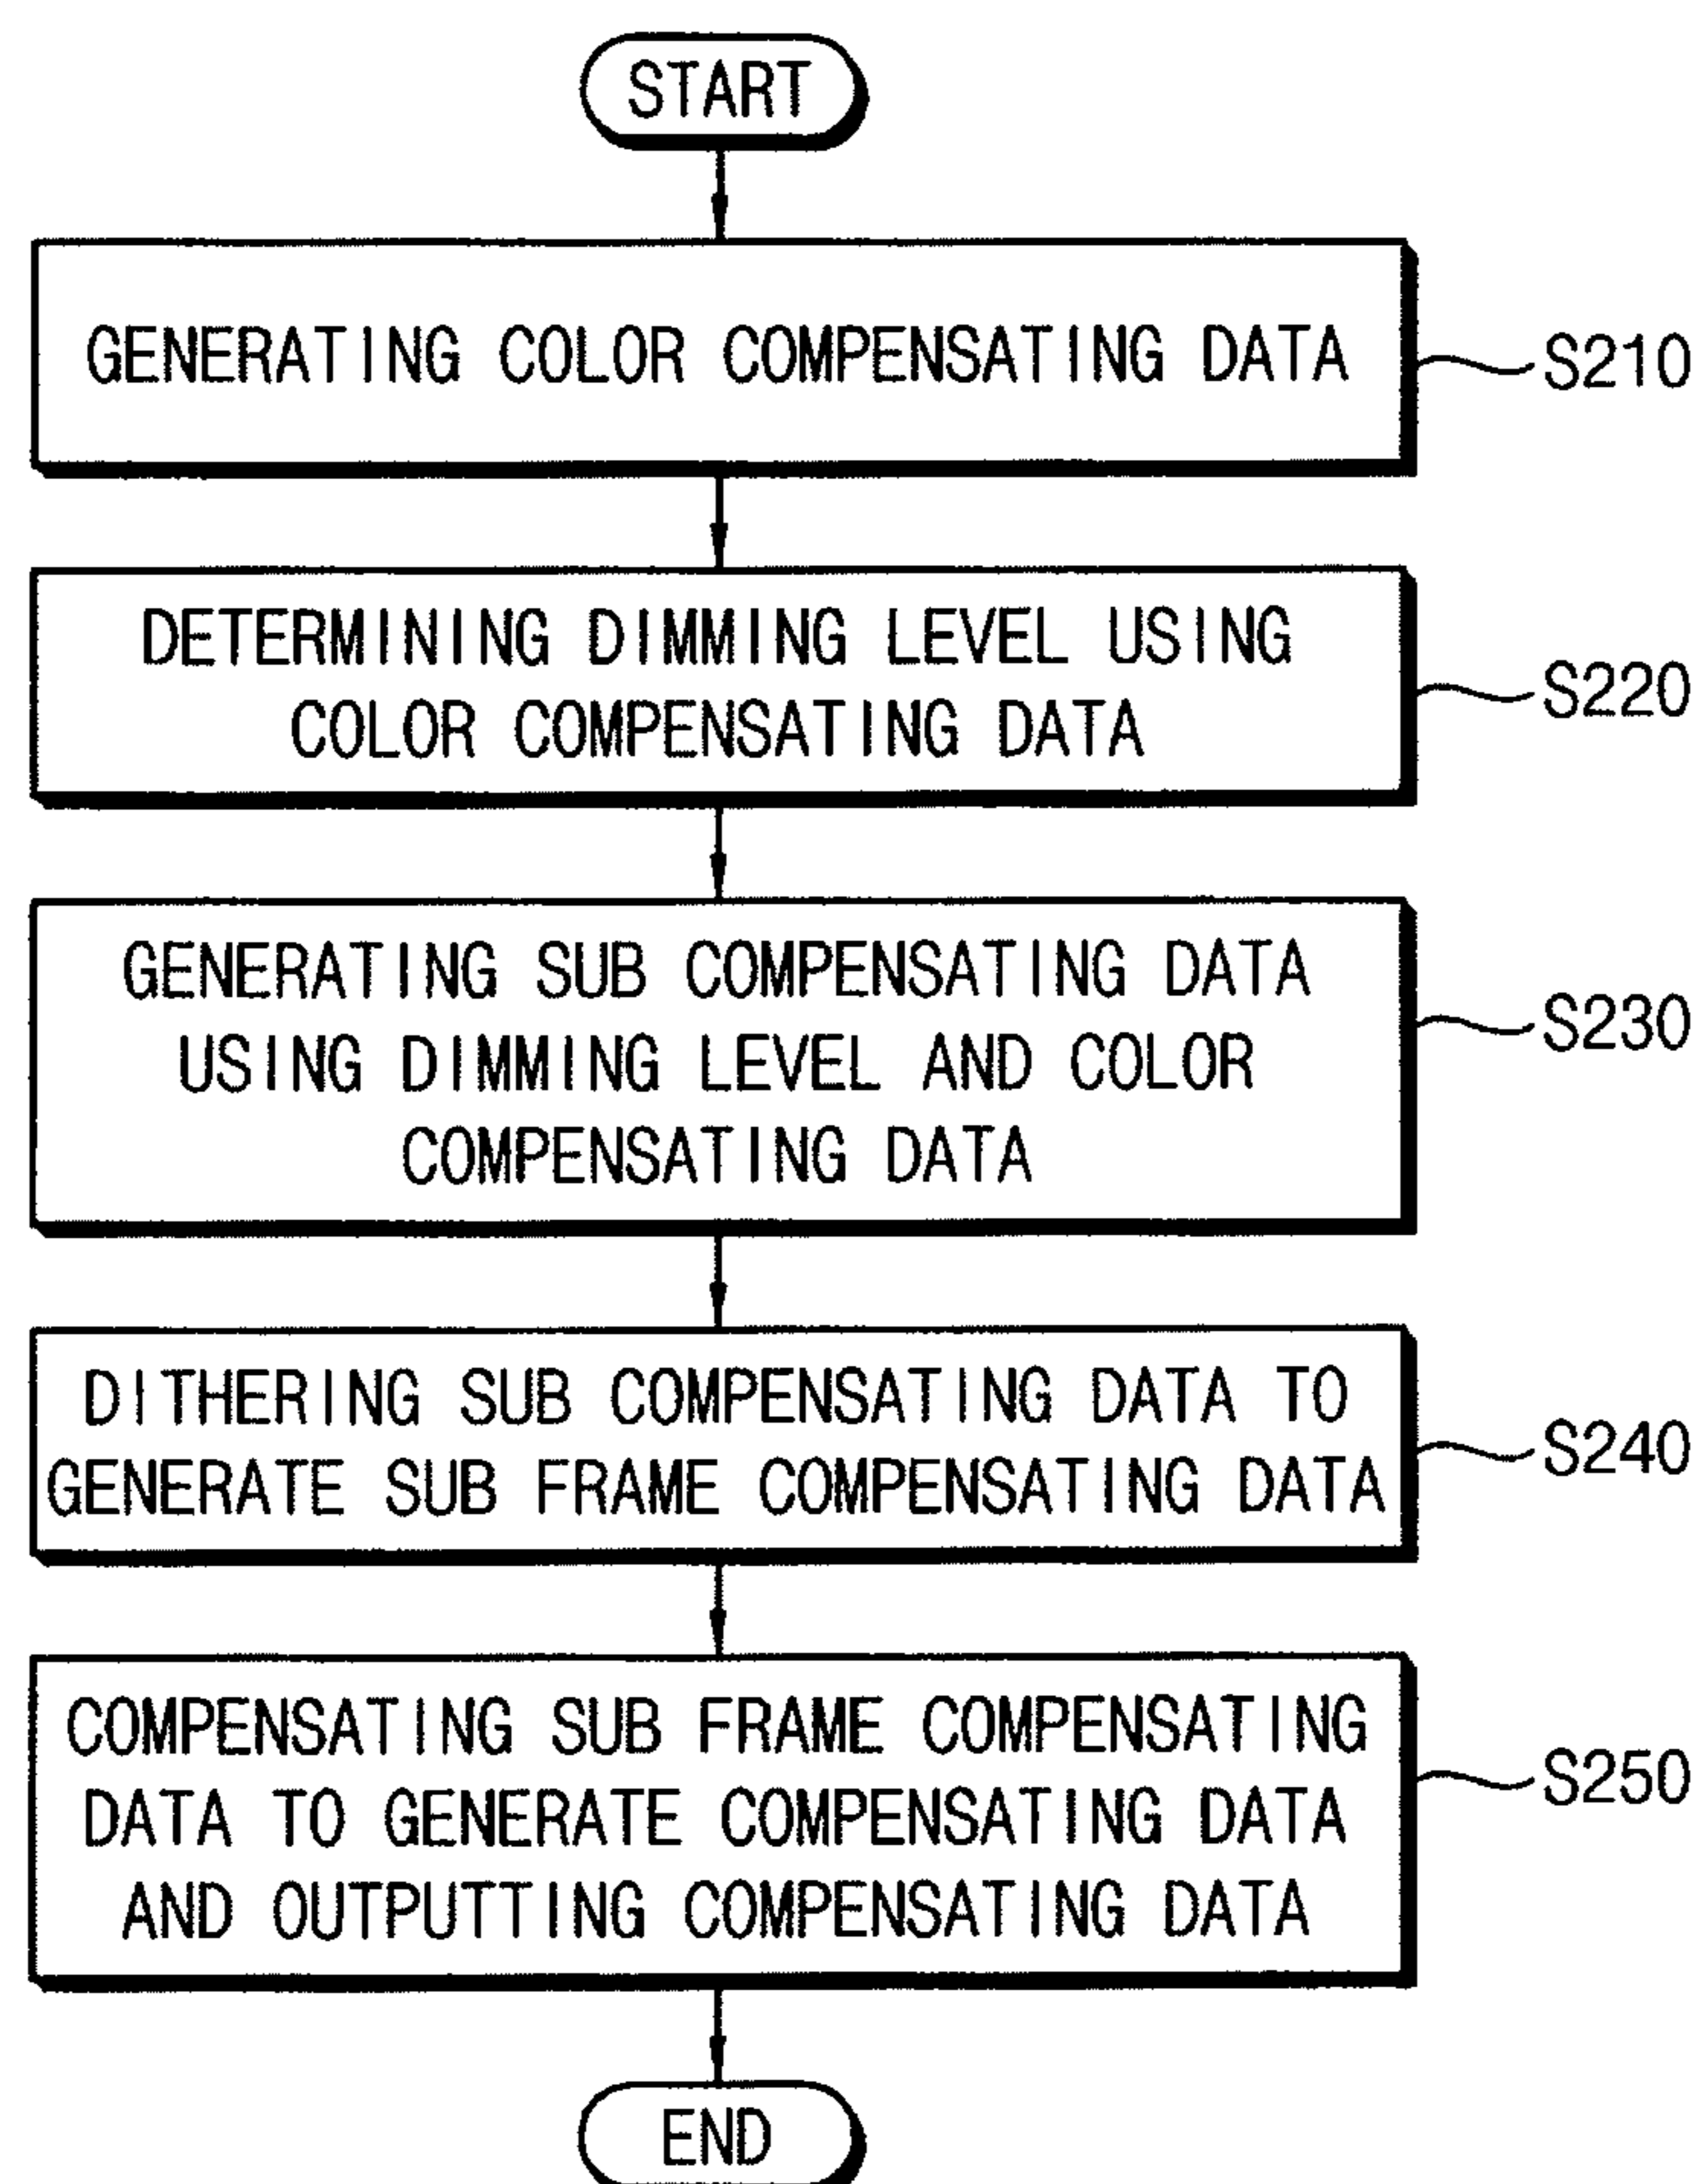 START
GENERATING COLOR COMPENSATING DATA
S210
DETERMINING DIMMING LEVEL USING
COLOR COMPENSATING DATA
S220
GENERATING SUB COMPENSATING DATA
USING DIMMING LEVEL AND COLOR
COMPENSATING DATA
S230
DITHERING SUB COMPENSATING DATA TO
GENERATE SUB FRAME COMPENSATING DATA
S240
COMPENSATING SUB FRAME COMPENSATING
DATA TO GENERATE COMPENSATING DATA
AND OUTPUTTING COMPENSATING DATA
S250
END